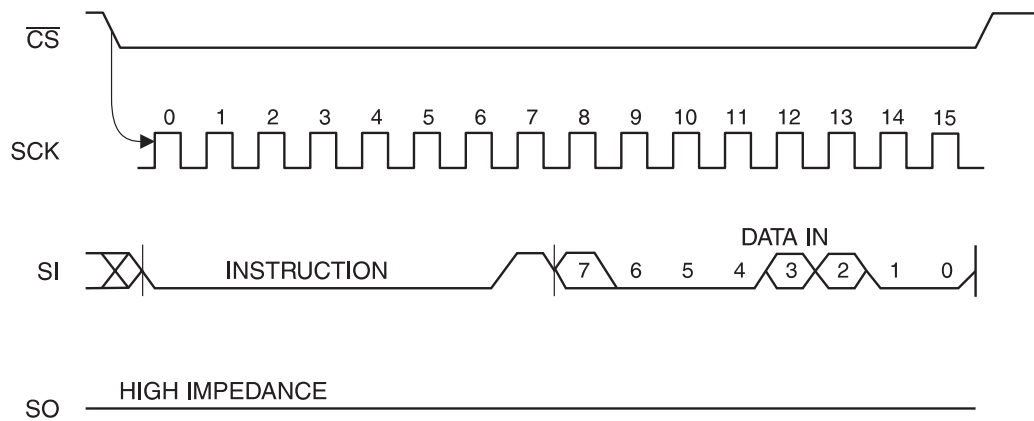 CS
0 1 2 3 4 5 6 7 8 9 10 11 12 13 14 15
SCK
DATA IN
SI INSTRUCTION 7 6 5 4 3 2 1 0
HIGH IMPEDANCE
SO